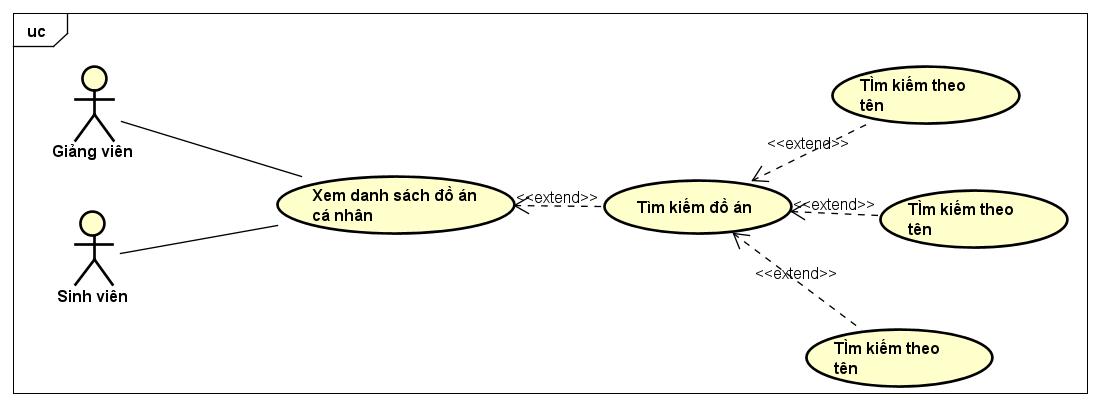 uc
TÌm kiếm theo
tên
<<extend>>
Giảng viên
Xem danh sách đồ án
cá nhân
<<extend>>
Tìm kiếm đồ án
<<extend>>
TÌm kiếm theo
tên
<<extend>>
Sinh viên
TÌm kiếm theo
tên